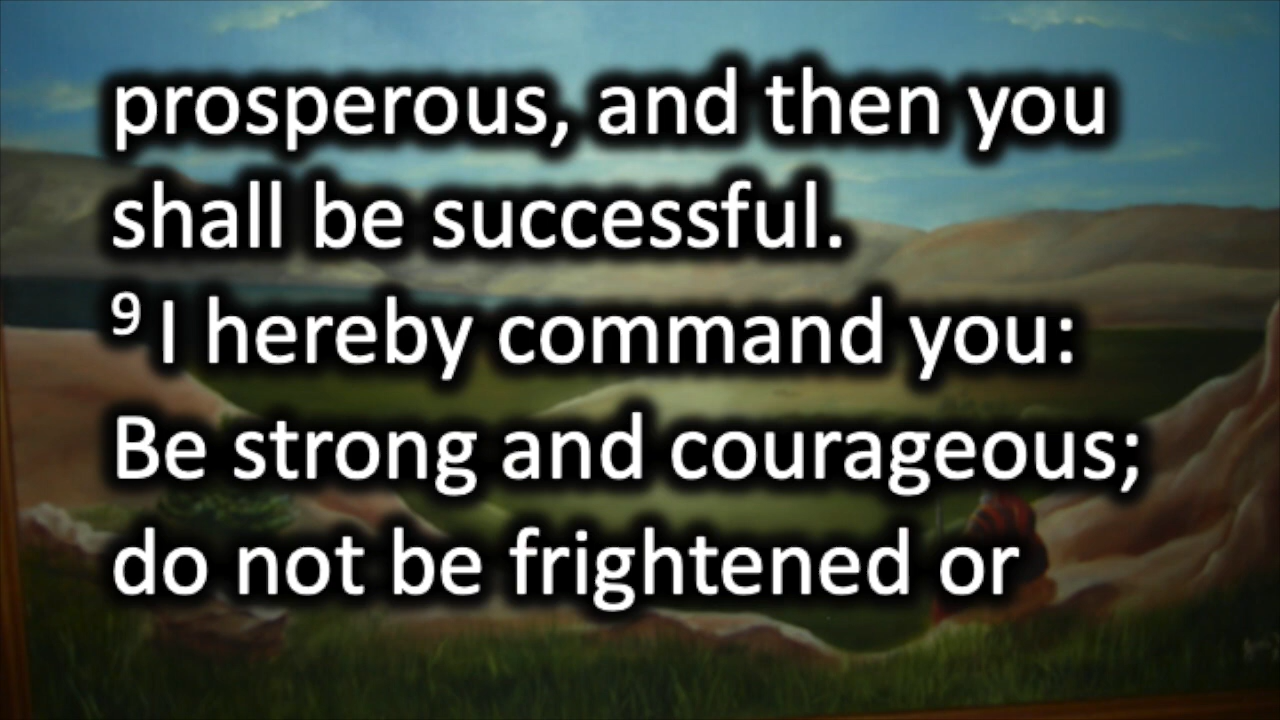 prosperous, and then you
shall be successful.
⁹ I hereby command you:
Be strong and courageous;
do not be frightened or